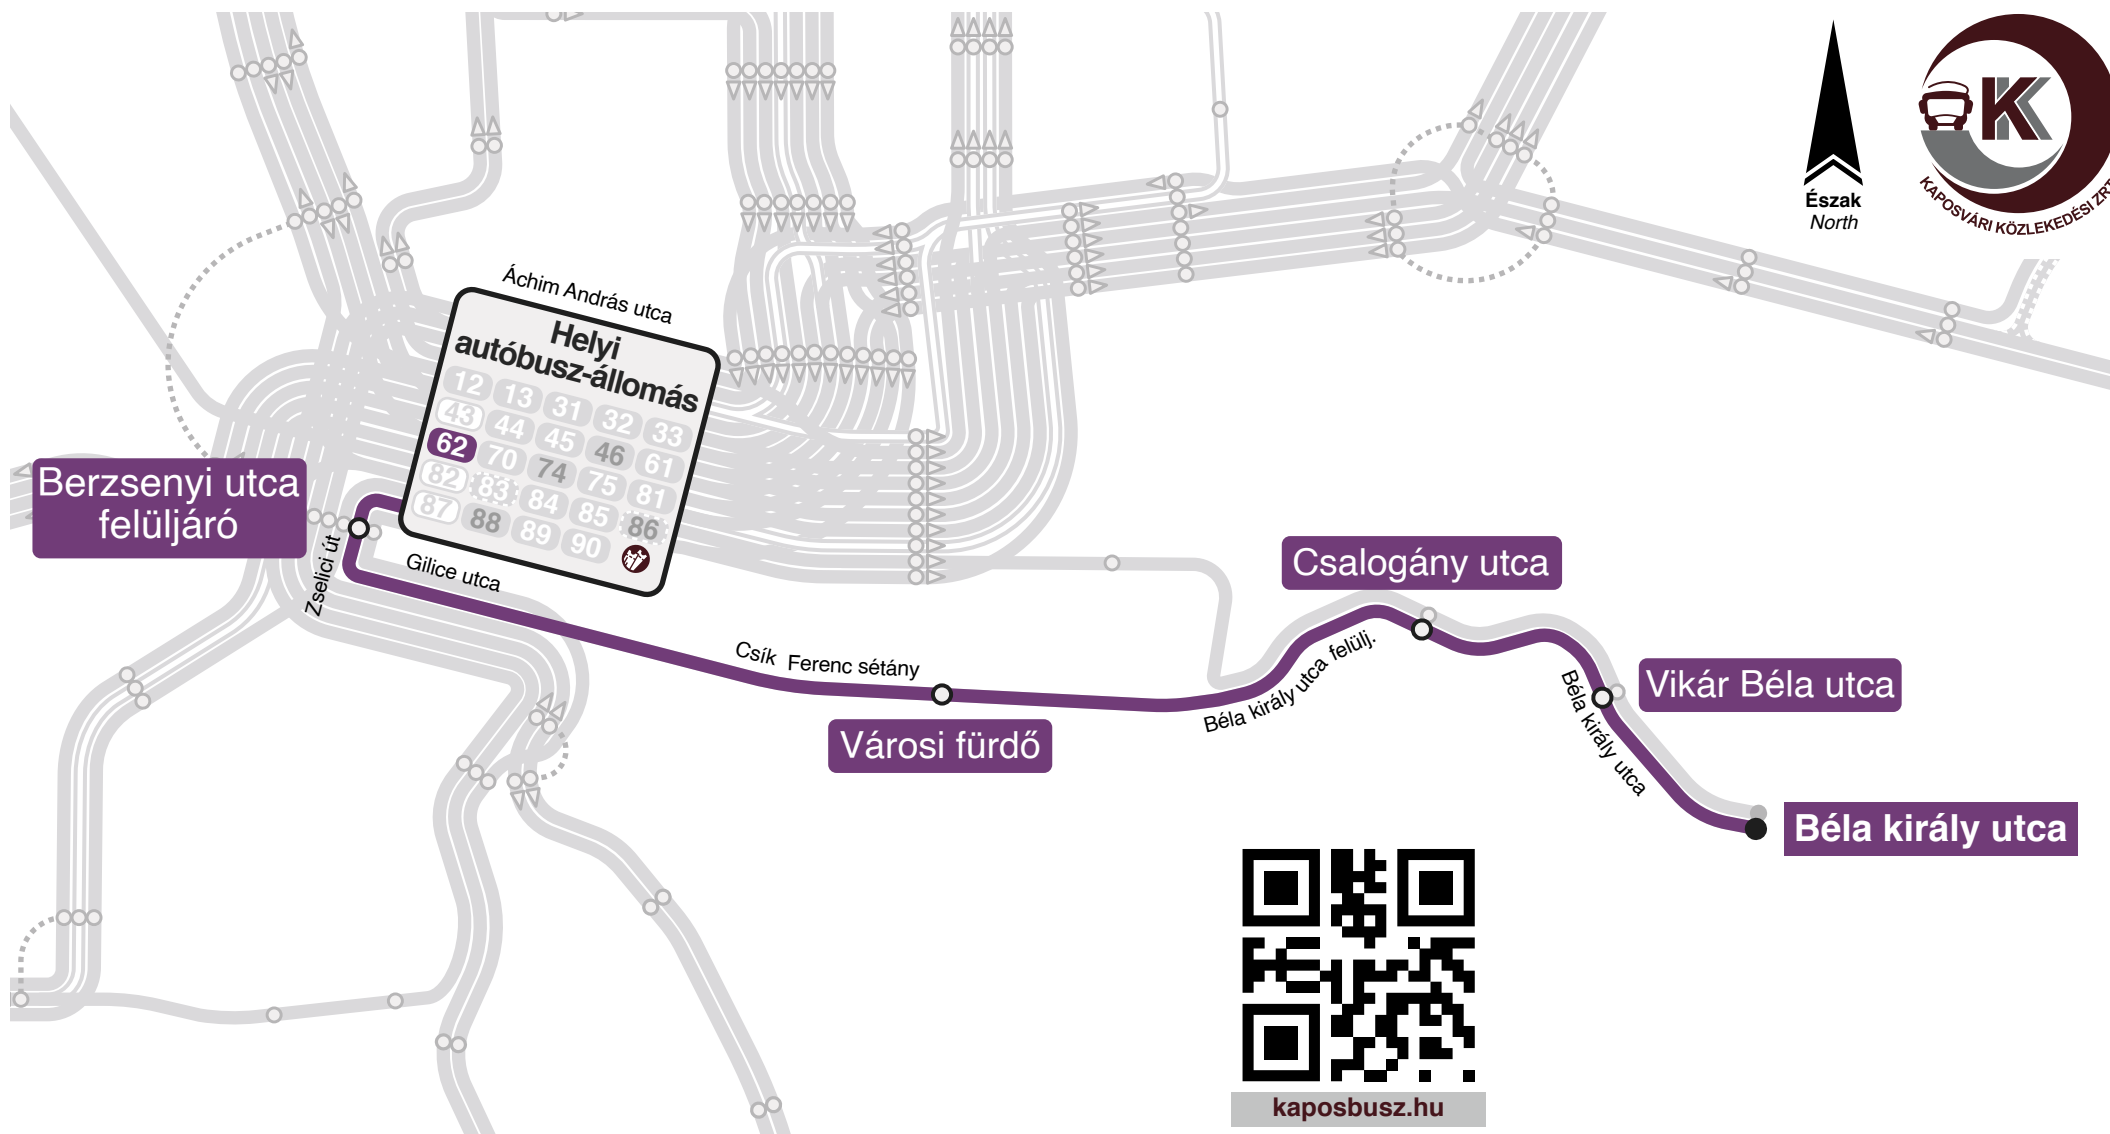 Észak
North
KAPOSVÁRI KÖZLEKEDÉSI ZRT
Áchim András utca
Helyi
autóbusz-állomás
12 13 31 32 33
43 44 45 46 61
62 70 74 75 81
82 83 84 85 86
87 88 89 90
Berzsenyi utca
felüljáró
Zselici út
Gilice utca
Csík Ferenc sétány
Városi fürdő
Béla király utca felülj.
Csalogány utca
Vikár Béla utca
Béla király utca
Béla király utca
kaposbusz.hu